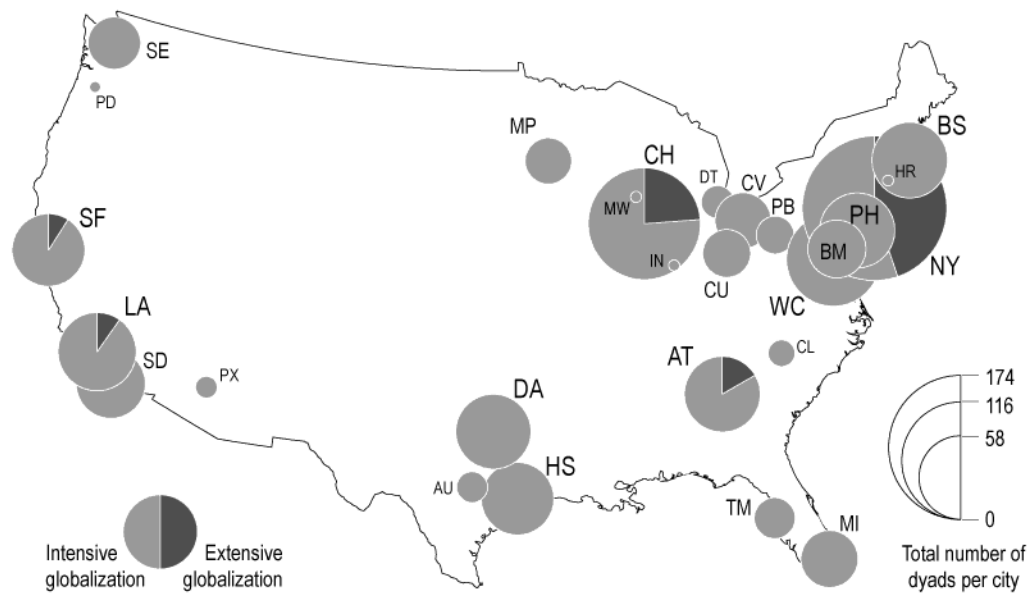 SE
PD
MP
BS
CH
DT
CV
HR
MW
PB
PH
SF
BM
IN
NY
CU
WC
LA
SD
CL
AT
PX
DA
174
116
58
HS
AU
TM
MI
0
Intensive
globalization
Extensive
globalization
Total number of
dyads per city